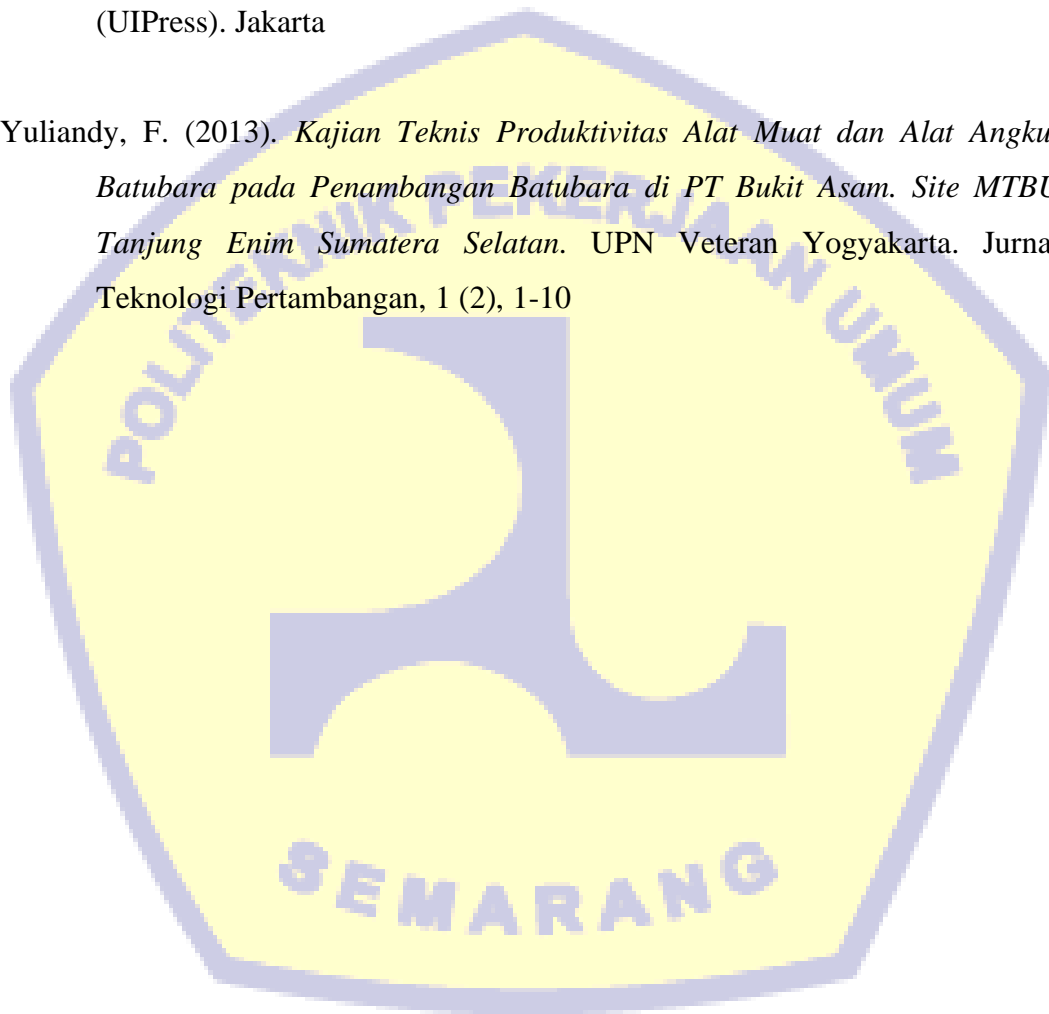 (UIPress). Jakarta
Yuliandy, F. (2013). Kajian Teknis Produktivitas Alat Muat dan Alat Angku
Batubara pada Penambangan Batubara di PT Bukit Asam. Site MTBU
Tanjung Enim Sumatera Selatan. UPN Veteran Yogyakarta. Jurna
Teknologi Pertambangan, 1 (2), 1-10
POLITEKNIK PEKERJAAN UMUM
SEMARANG